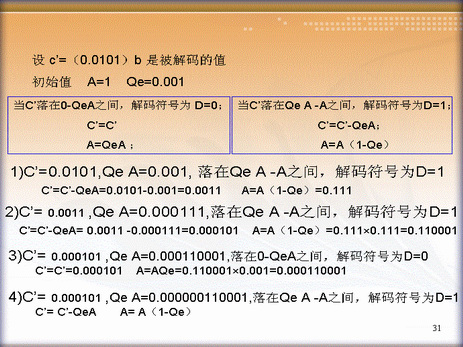 设 c'=（0.0101）b 是被解码的值
初始值 A=1 Qe=0.001
当C'落在0-QeA之间，解码符号为 D=0；
C'=C'
A=QeA ；
当C'落在Qe A -A之间，解码符号为D=1；
C'=C'-QeA；
A=A（1-Qe）
1)C'=0.0101,Qe A=0.001, 落在Qe A -A之间，解码符号为D=1
C'=C'-QeA=0.0101-0.001=0.0011 A=A（1-Qe）=0.111
2)C'= 0.0011 ,Qe A=0.000111,落在Qe A -A之间，解码符号为D=1
C'=C'-QeA= 0.0011 -0.000111=0.000101 A=A（1-Qe）=0.111×0.111=0.110001
3)C'= 0.000101 ,Qe A=0.000110001,落在0-QeA之间，解码符号为D=0
C'=C'=0.000101 A=AQe=0.110001×0.001=0.000110001
4)C'= 0.000101 ,Qe A=0.000000110001,落在Qe A -A之间，解码符号为D=1
C'= C'-QeA A= A（1-Qe）
31